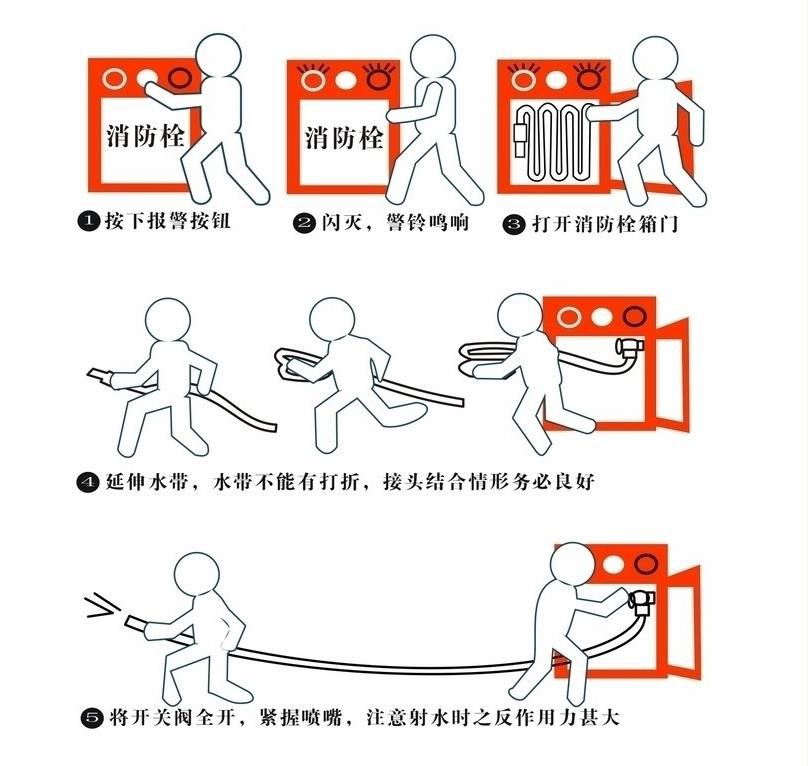 消防栓
消防栓
❶按下报警按钮
❷闪灭，警铃鸣响
❸打开消防栓箱门
❹延伸水带，水带不能有打折，接头结合情形务必良好
❺将开关阀全开，紧握喷嘴，注意射水时之反作用力甚大